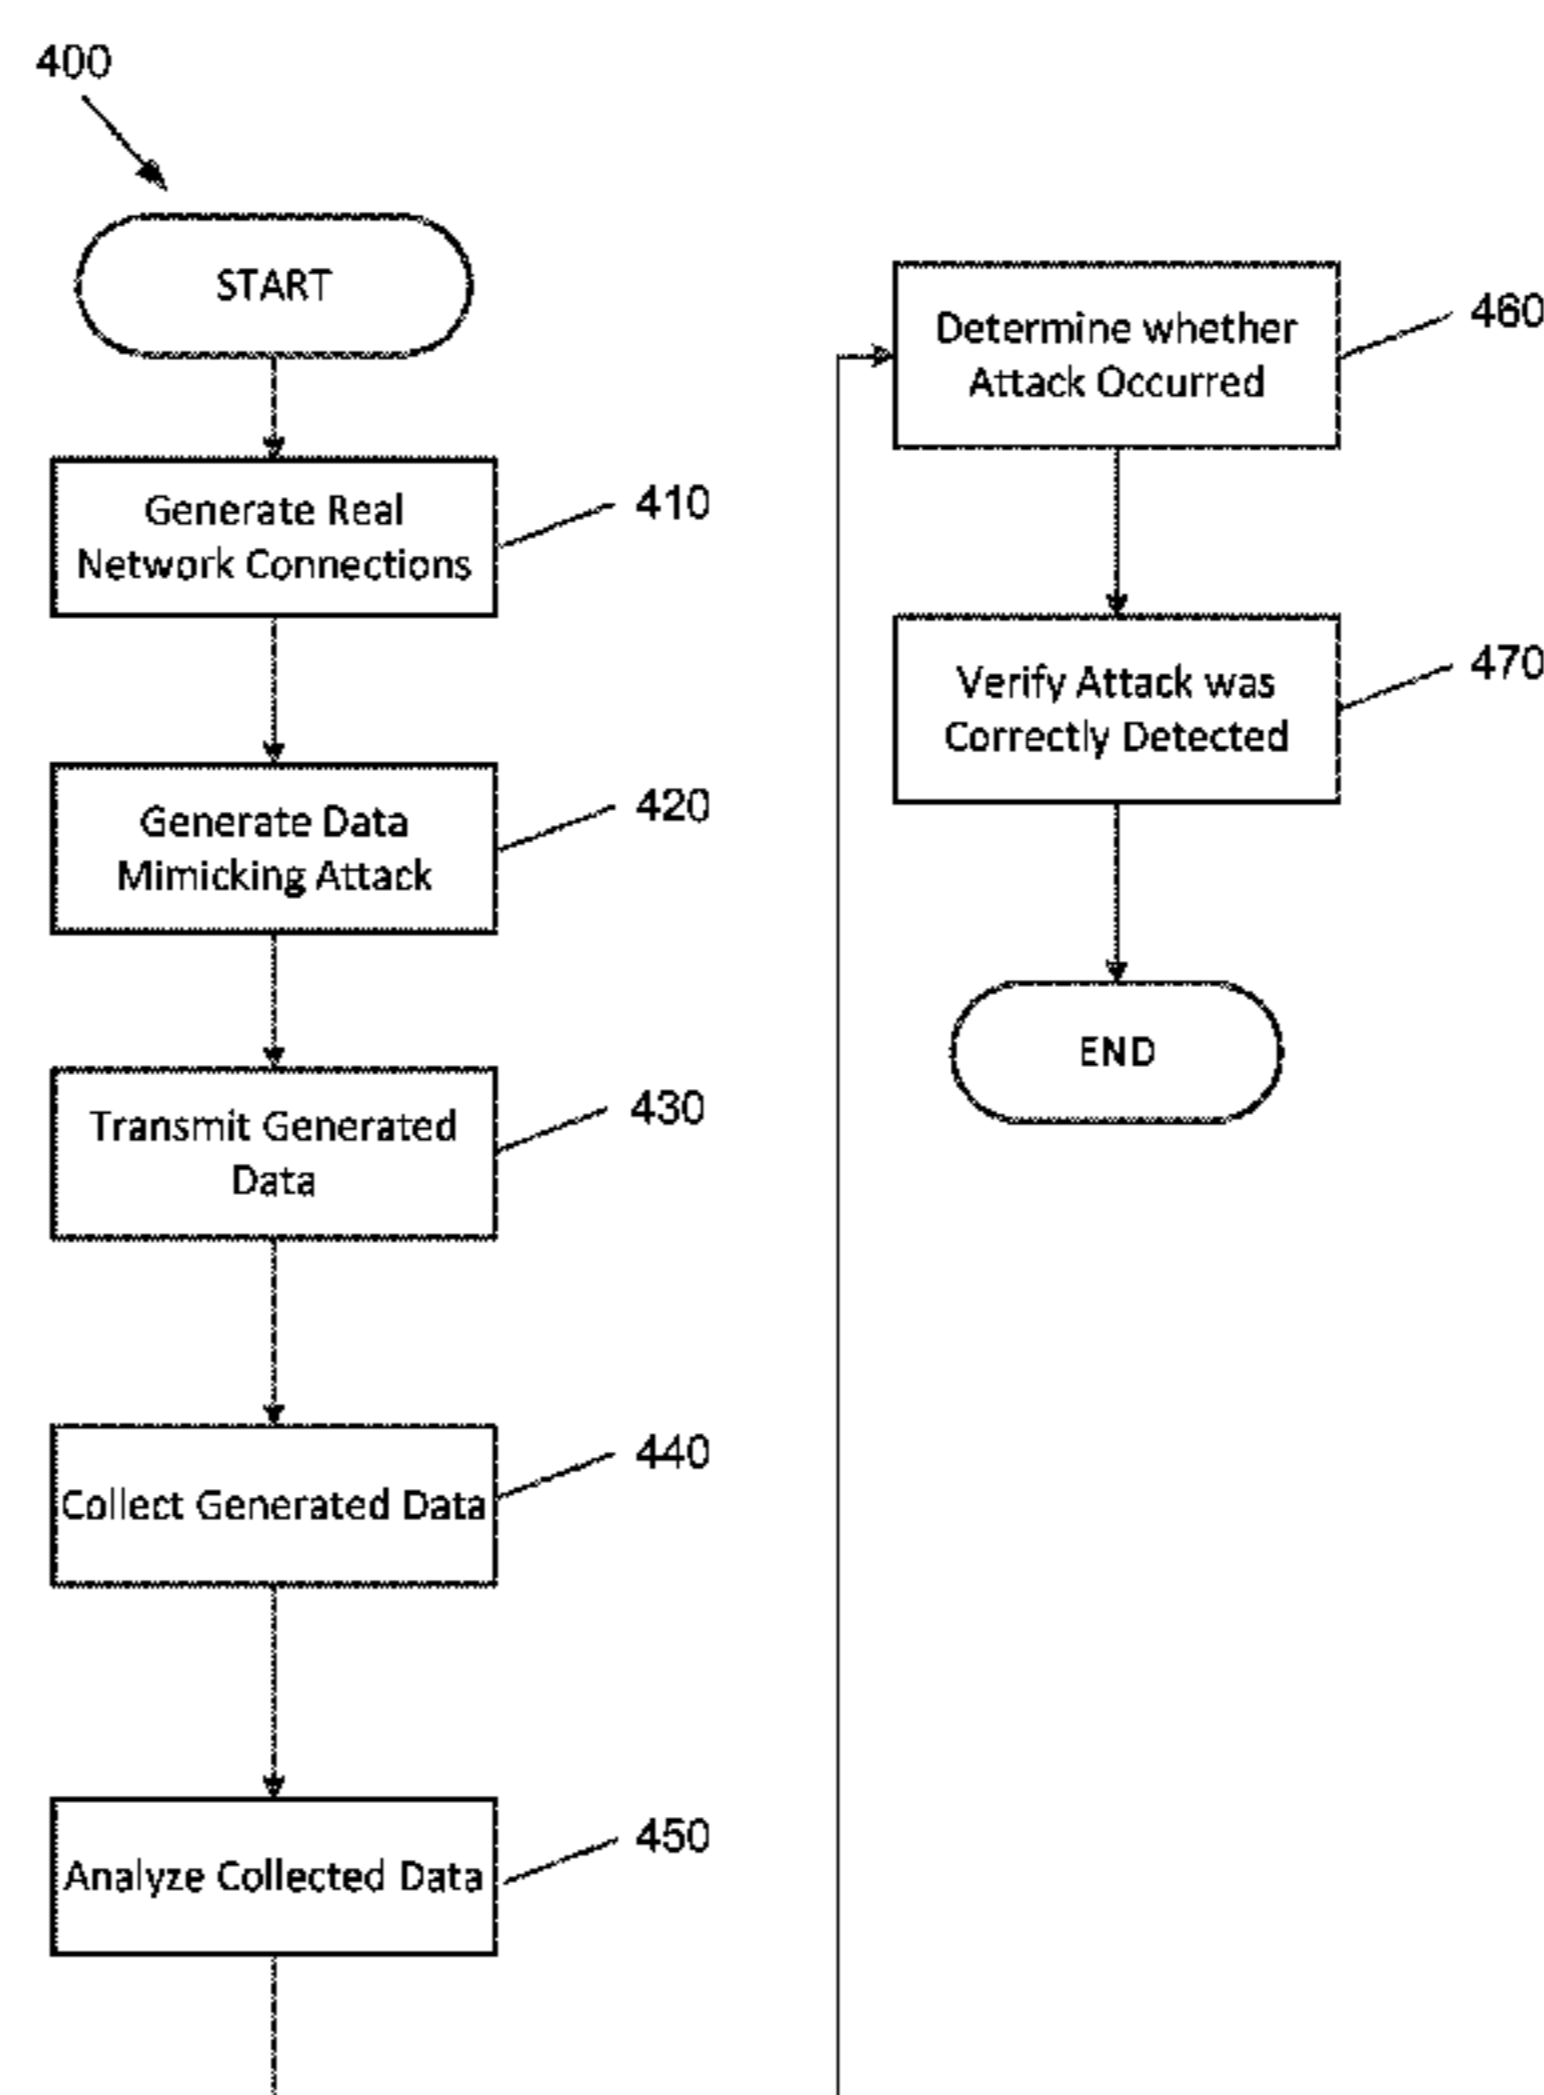 400
START
Generate Real
Network Connections
410
Generate Data
Mimicking Attack
420
Transmit Generated
Data
430
Collect Generated Data
440
Analyze Collected Data
450
Determine whether
Attack Occurred
460
Verify Attack was
Correctly Detected
470
END